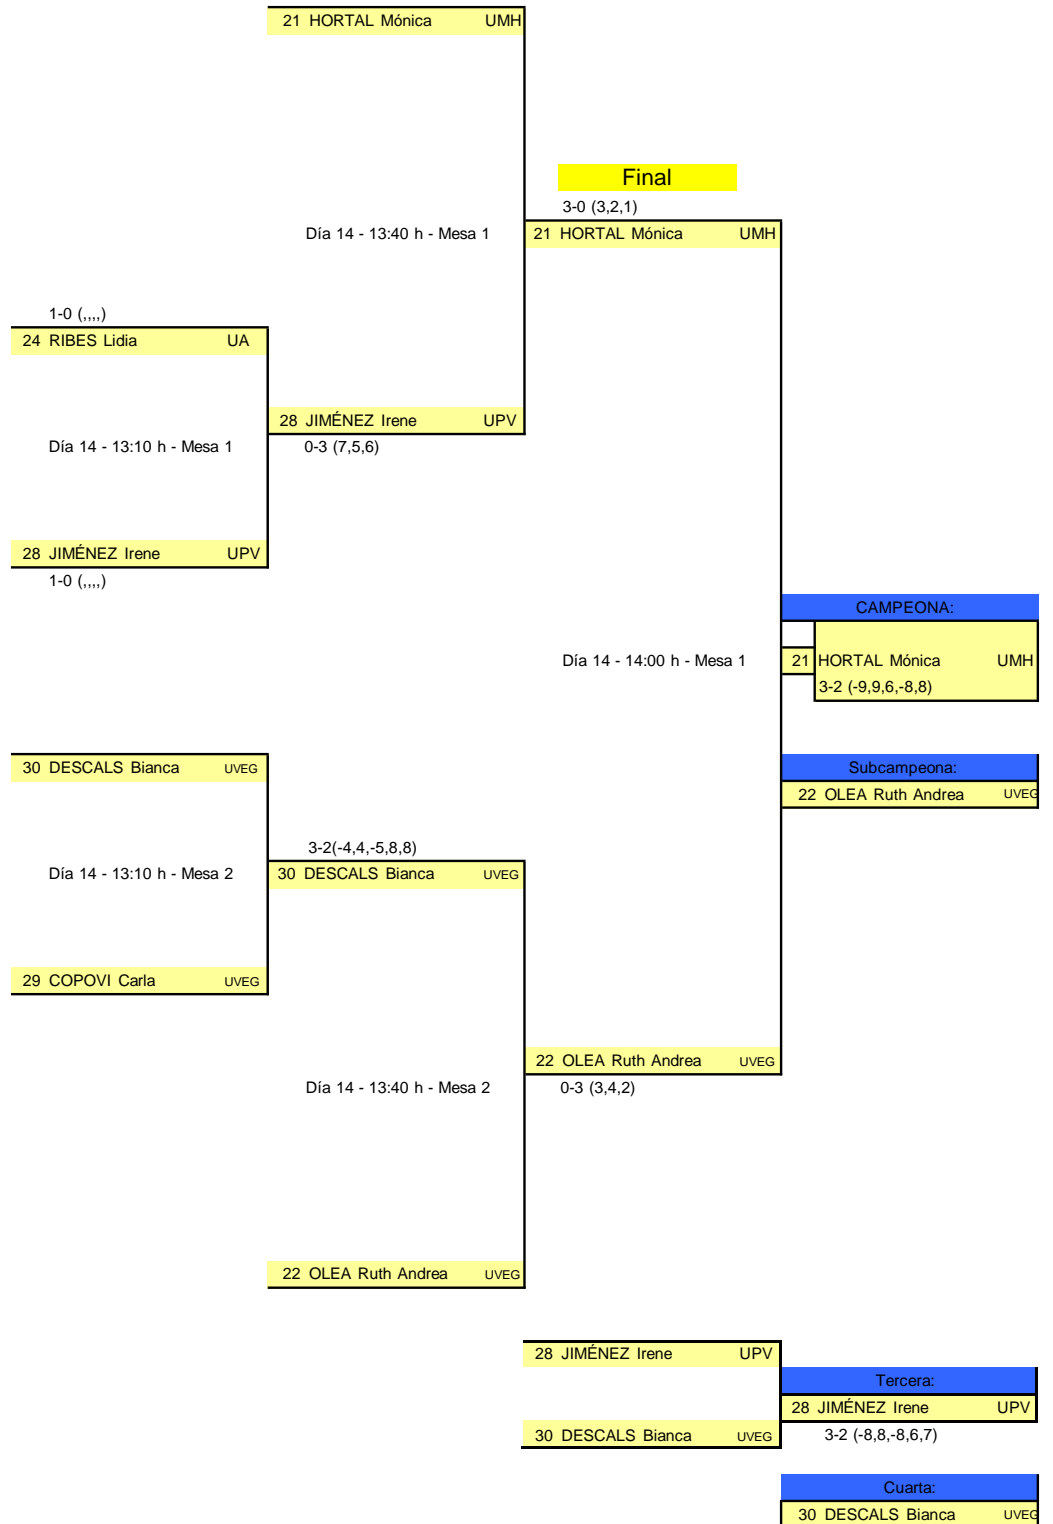 21 HORTAL Mónica UMH
Final
3-0 (3,2,1)
Día 14 - 13:40 h - Mesa 1
21 HORTAL Mónica UMH
1-0 (,,,,)
24 RIBES Lidia UA
28 JIMÉNEZ Irene UPV
Día 14 - 13:10 h - Mesa 1
0-3 (7,5,6)
28 JIMÉNEZ Irene UPV
1-0 (,,,,)
CAMPEONA:
Día 14 - 14:00 h - Mesa 1
21 HORTAL Mónica UMH
3-2 (-9,9,6,-8,8)
30 DESCALS Bianca UVEG
Subcampeona:
22 OLEA Ruth Andrea UVEG
3-2(-4,4,-5,8,8)
Día 14 - 13:10 h - Mesa 2
30 DESCALS Bianca UVEG
29 COPOVI Carla UVEG
22 OLEA Ruth Andrea UVEG
Día 14 - 13:40 h - Mesa 2
0-3 (3,4,2)
22 OLEA Ruth Andrea UVEG
28 JIMÉNEZ Irene UPV
Tercera:
28 JIMÉNEZ Irene UPV
30 DESCALS Bianca UVEG
3-2 (-8,8,-8,6,7)
Cuarta:
30 DESCALS Bianca UVEG